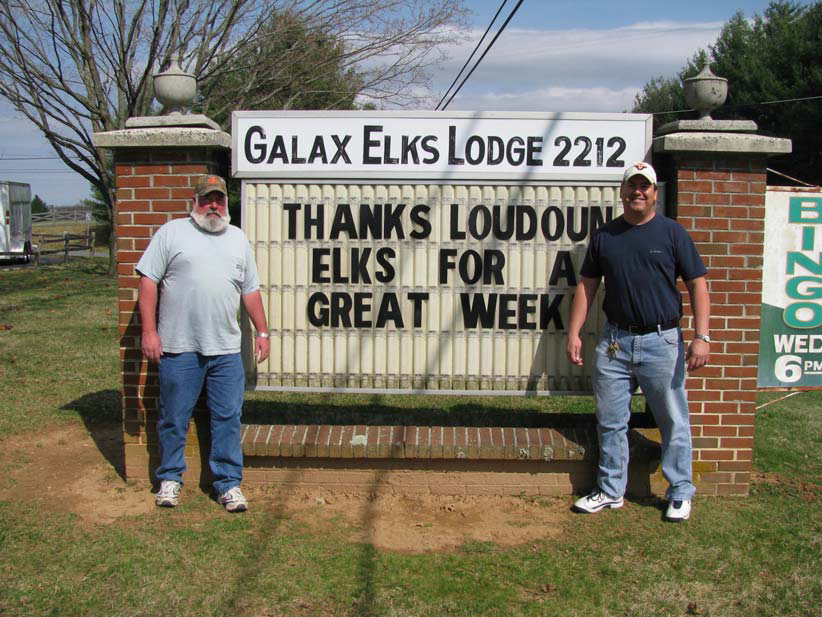 GALAX ELKS LODGE 2212
THANKS LOUDOUN
ELKS FOR A
GREAT WEEK
BINGO
WED
6 PM